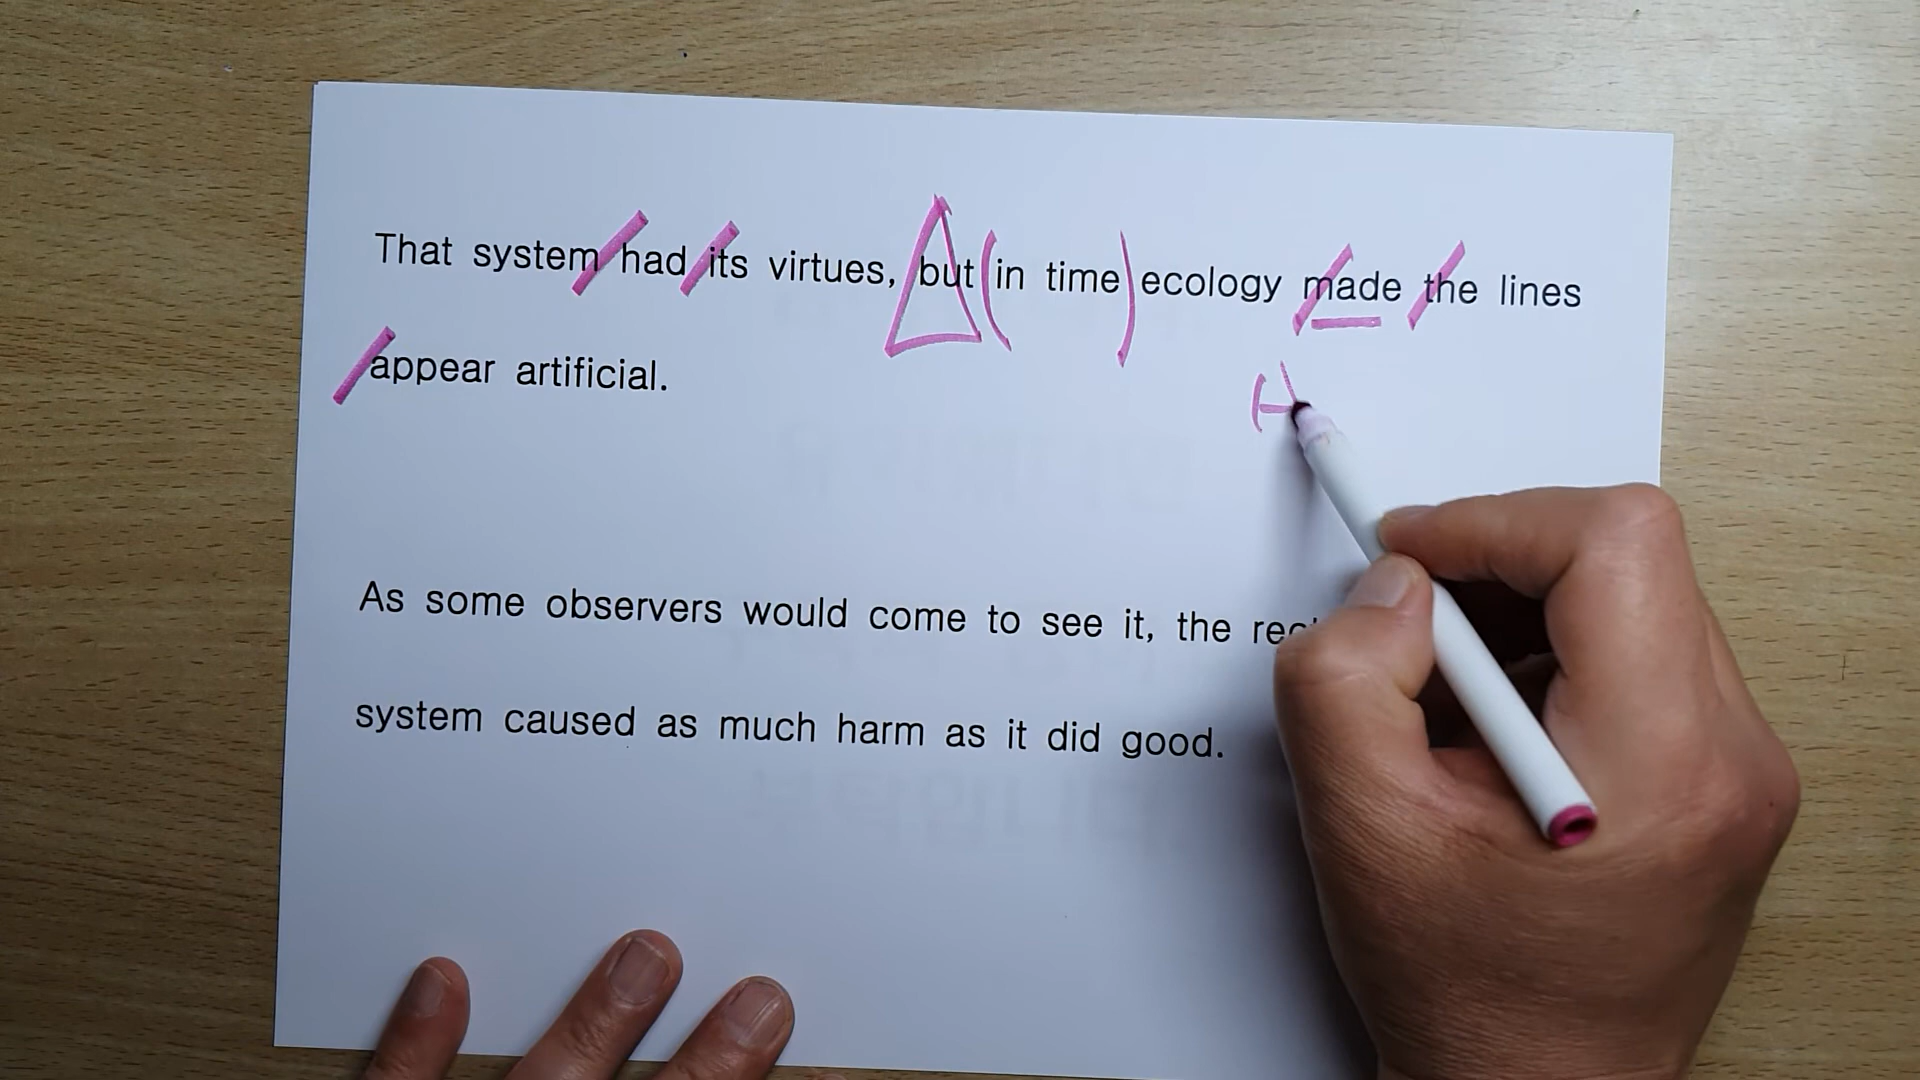 That system had its virtues, but in time ecology made the lines
appear artificial.
As some observers would come to see it, the
system caused as much harm as it did good.